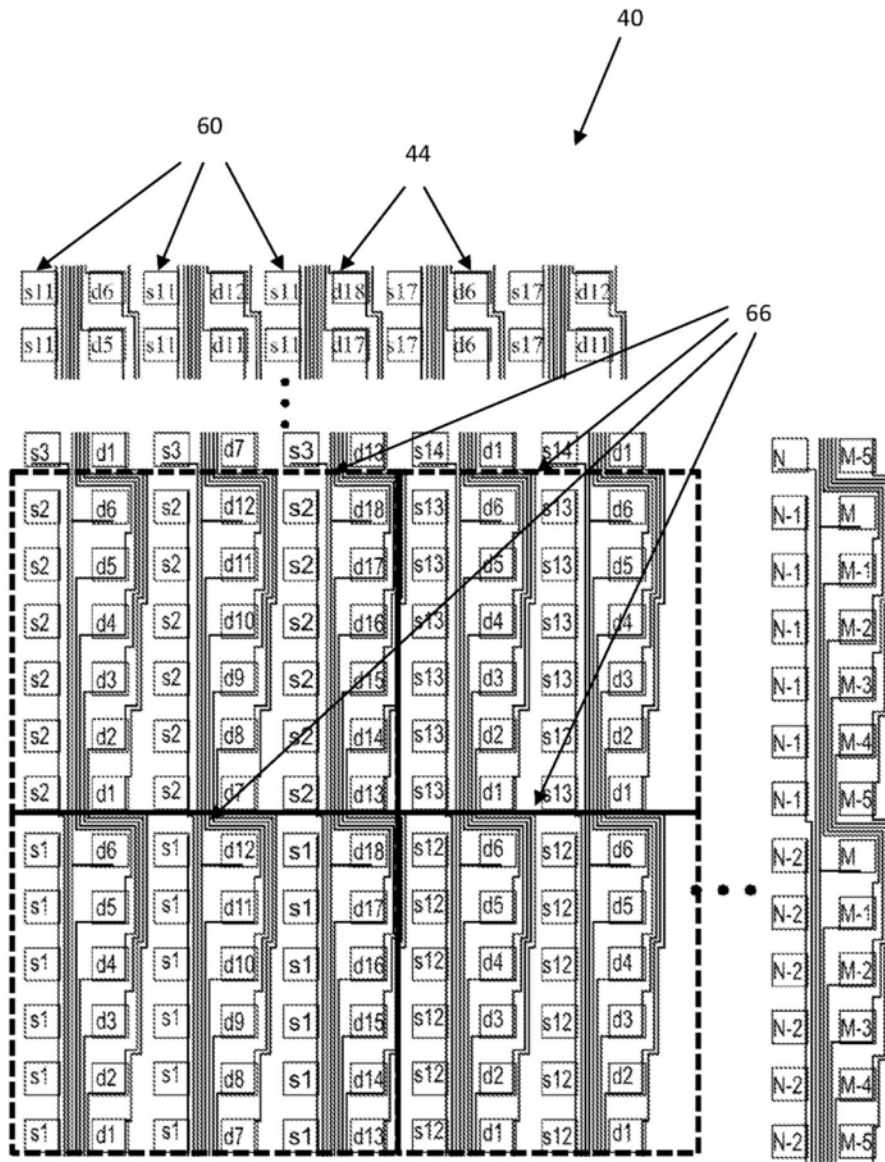 40
60
44
s11 d6 s11 d12 s11 d18 s17 d6 s17 d12
66
s11 d5 s11 d11 s11 d17 s17 d6 s17 d11
s3 d1 s3 d7 s3 d13 s14 d1 s14 d1 N M-5
s2 d6 s2 d12 s2 d18 s13 d6 s13 d6 N-1 M
s2 d5 s2 d11 s2 d17 s13 d5 s13 d5 N-1 M-1
s2 d4 s2 d10 s2 d16 s13 d4 s13 d4 N-1 M-2
s2 d3 s2 d9 s2 d15 s13 d3 s13 d3 N-1 M-3
s2 d2 s2 d8 s2 d14 s13 d2 s13 d2 N-1 M-4
s2 d1 s2 d7 s2 d13 s13 d1 s13 d1 N-1 M-5
s1 d6 s1 d12 s1 d18 s12 d6 s12 d6 N-2 M
s1 d5 s1 d11 s1 d17 s12 d5 s12 d5 N-2 M-1
s1 d4 s1 d10 s1 d16 s12 d4 s12 d4 N-2 M-2
s1 d3 s1 d9 s1 d15 s12 d3 s12 d3 N-2 M-3
s1 d2 s1 d8 s1 d14 s12 d2 s12 d2 N-2 M-4
s1 d1 s1 d7 s1 d13 s12 d1 s12 d1 N-2 M-5